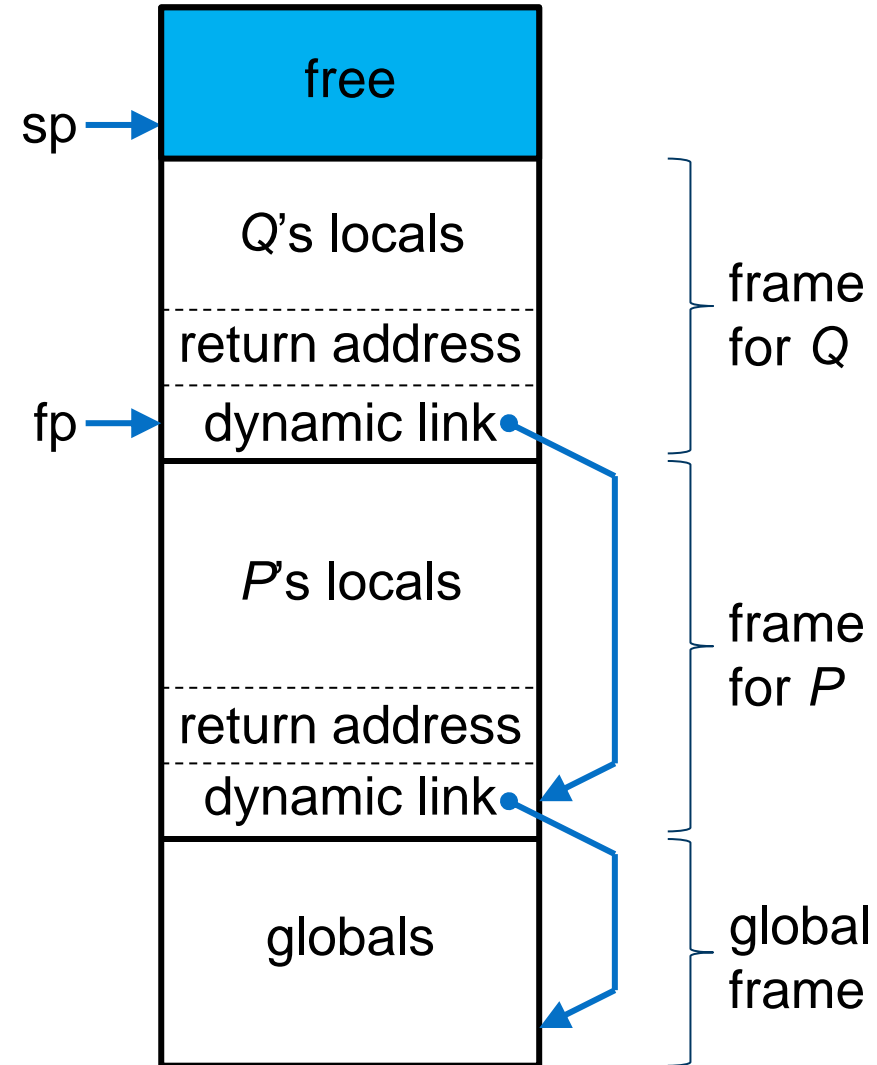 free
sp
Q's locals
frame
for Q
return address
fp
dynamic link
P's locals
frame
for P
return address
dynamic link
globals
global
frame